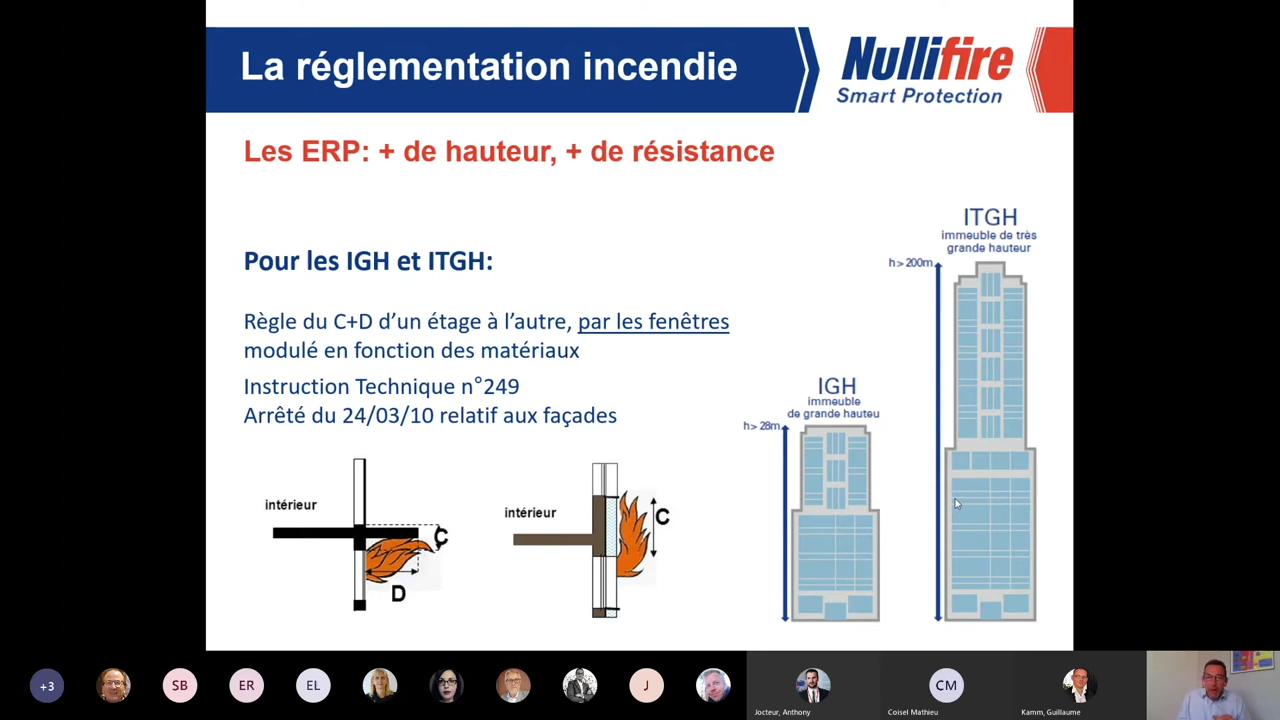 La réglementation incendie
Nullifire
Smart Protection
Les ERP: + de hauteur, + de résistance
Pour les IGH et ITGH:
Règle du C+D d’un étage à l’autre, par les fenêtres
modulé en fonction des matériaux
Instruction Technique n°249
Arrêté du 24/03/10 relatif aux façades
intérieur
C
D
intérieur
C
IGH
immeuble
de grande hauteu
h > 28m
ITGH
immeuble de très
grande hauteur
h > 200m
+3
SB
ER
EL
J
Jocteur, Anthony
CM
Coisel Mathieu
Kamm, Guillaume